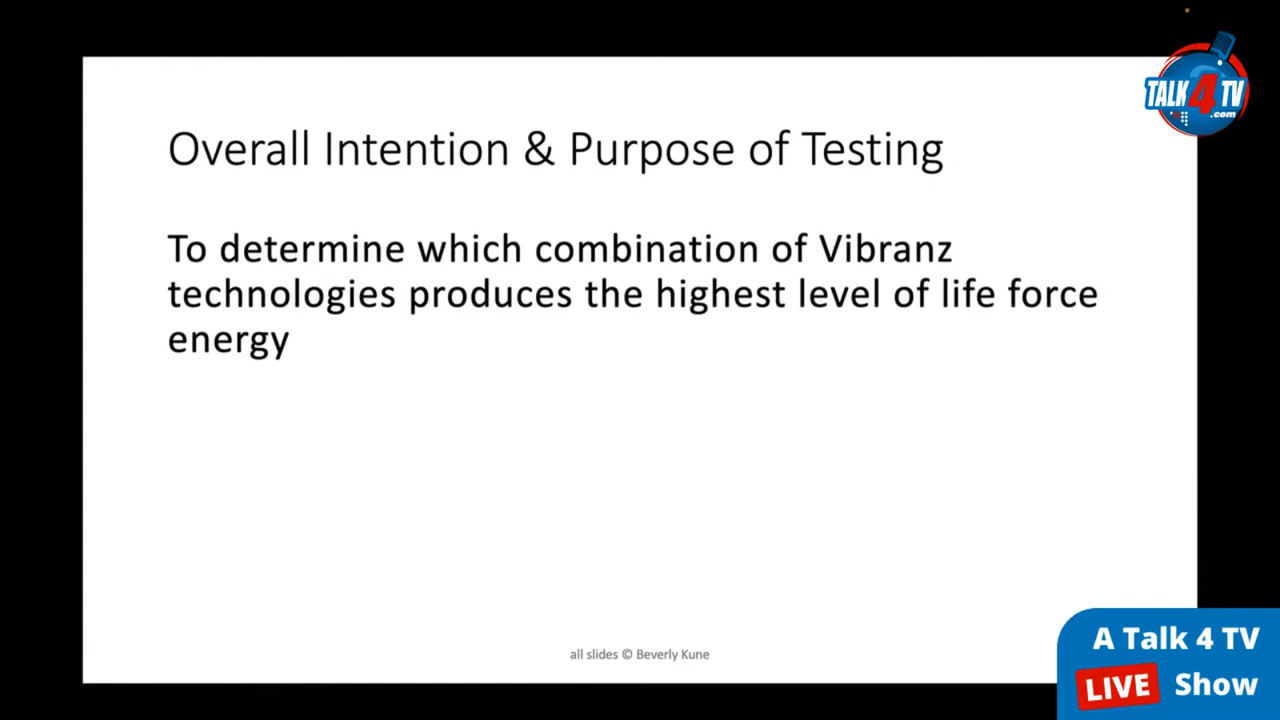 TALK 4 TV
.com
Overall Intention & Purpose of Testing
To determine which combination of Vibranz
technologies produces the highest level of life force
energy
all slides © Beverly Kune
A Talk 4 TV
LIVE Show